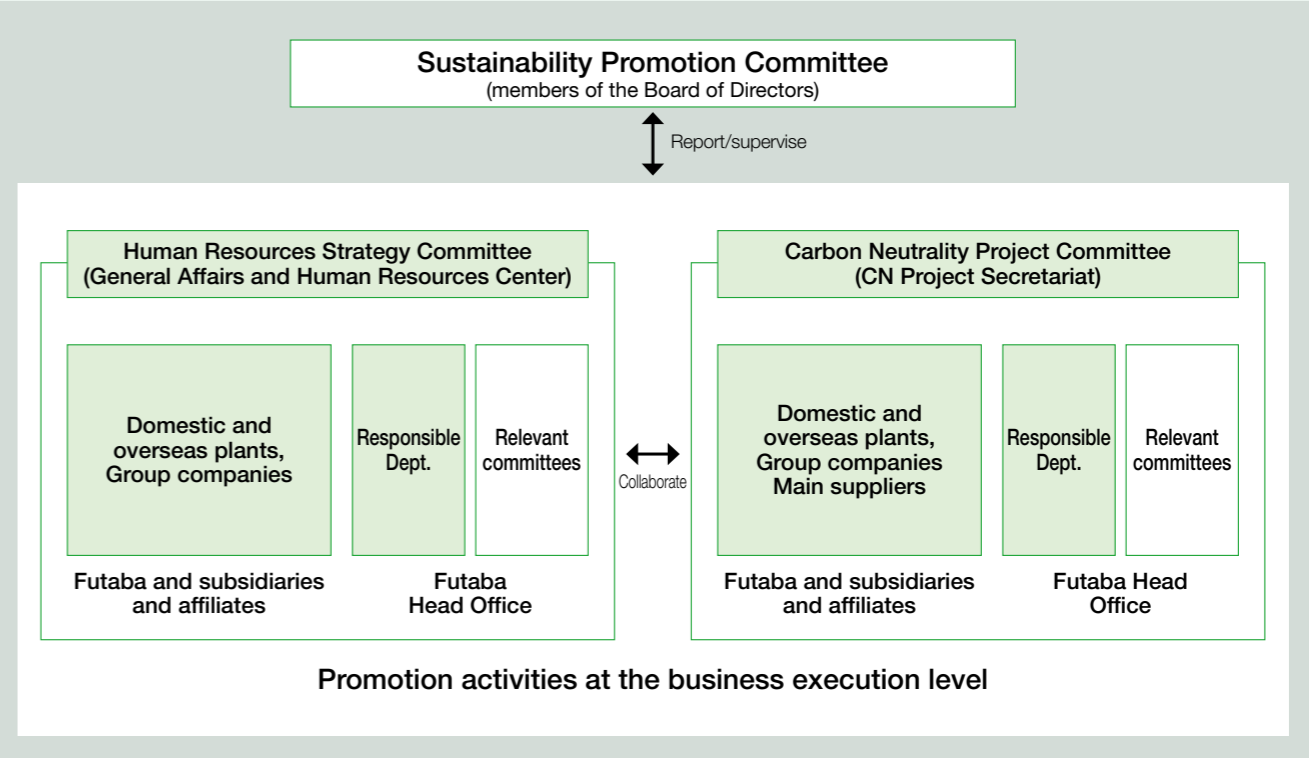 Sustainability Promotion Committee
(members of the Board of Directors)
Report/supervise
Human Resources Strategy Committee
(General Affairs and Human Resources Center)
Domestic and
overseas plants,
Group companies
Responsible
Dept.
Relevant
committees
Futaba and subsidiaries
and affiliates
Futaba
Head Office
Collaborate
Carbon Neutrality Project Committee
(CN Project Secretariat)
Domestic and
overseas plants,
Group companies
Main suppliers
Responsible
Dept.
Relevant
committees
Futaba and subsidiaries
and affiliates
Futaba Head
Office
Promotion activities at the business execution level